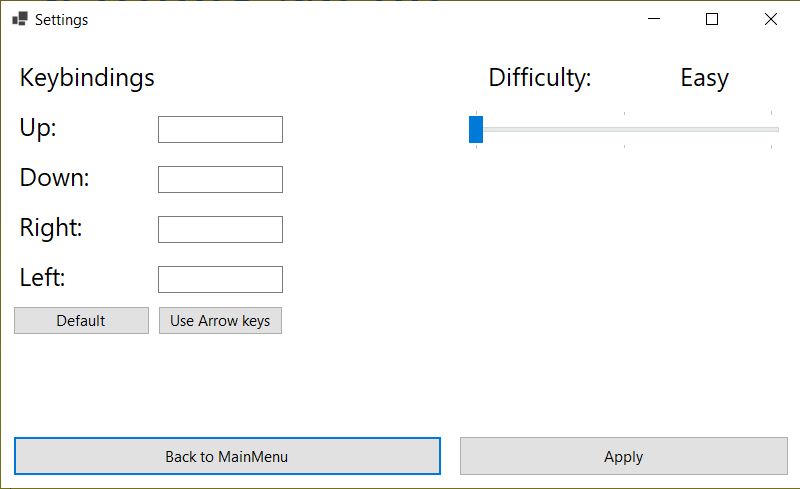 Settings
Keybindings
Difficulty: Easy
Up:
Down:
Right:
Left:
Default Use Arrow keys
Back to MainMenu Apply